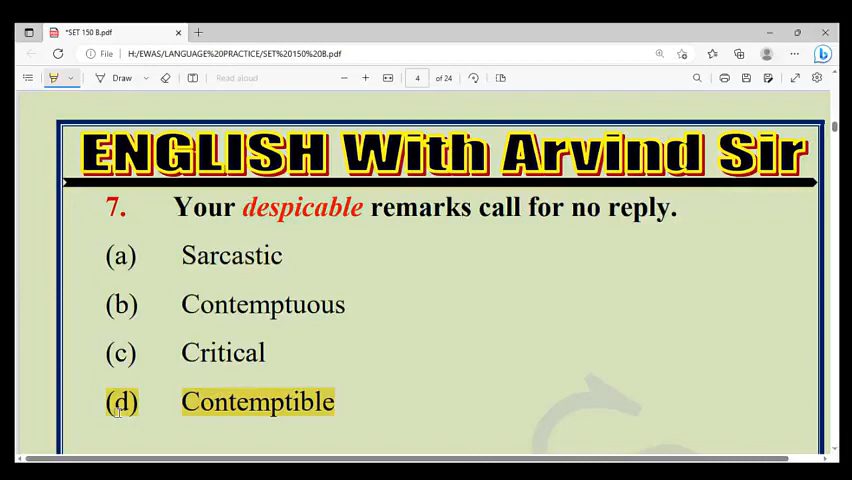 *SET 150 B.pdf
File H:/EWAS/LANGUAGE%20PRACTICE/SET%20150%20B.pdf
Draw Read aloud 4 of 24
ENGLISH With Arvind Sir
7. Your despicable remarks call for no reply.
(a) Sarcastic
(b) Contemptuous
(c) Critical
(d) Contemptible